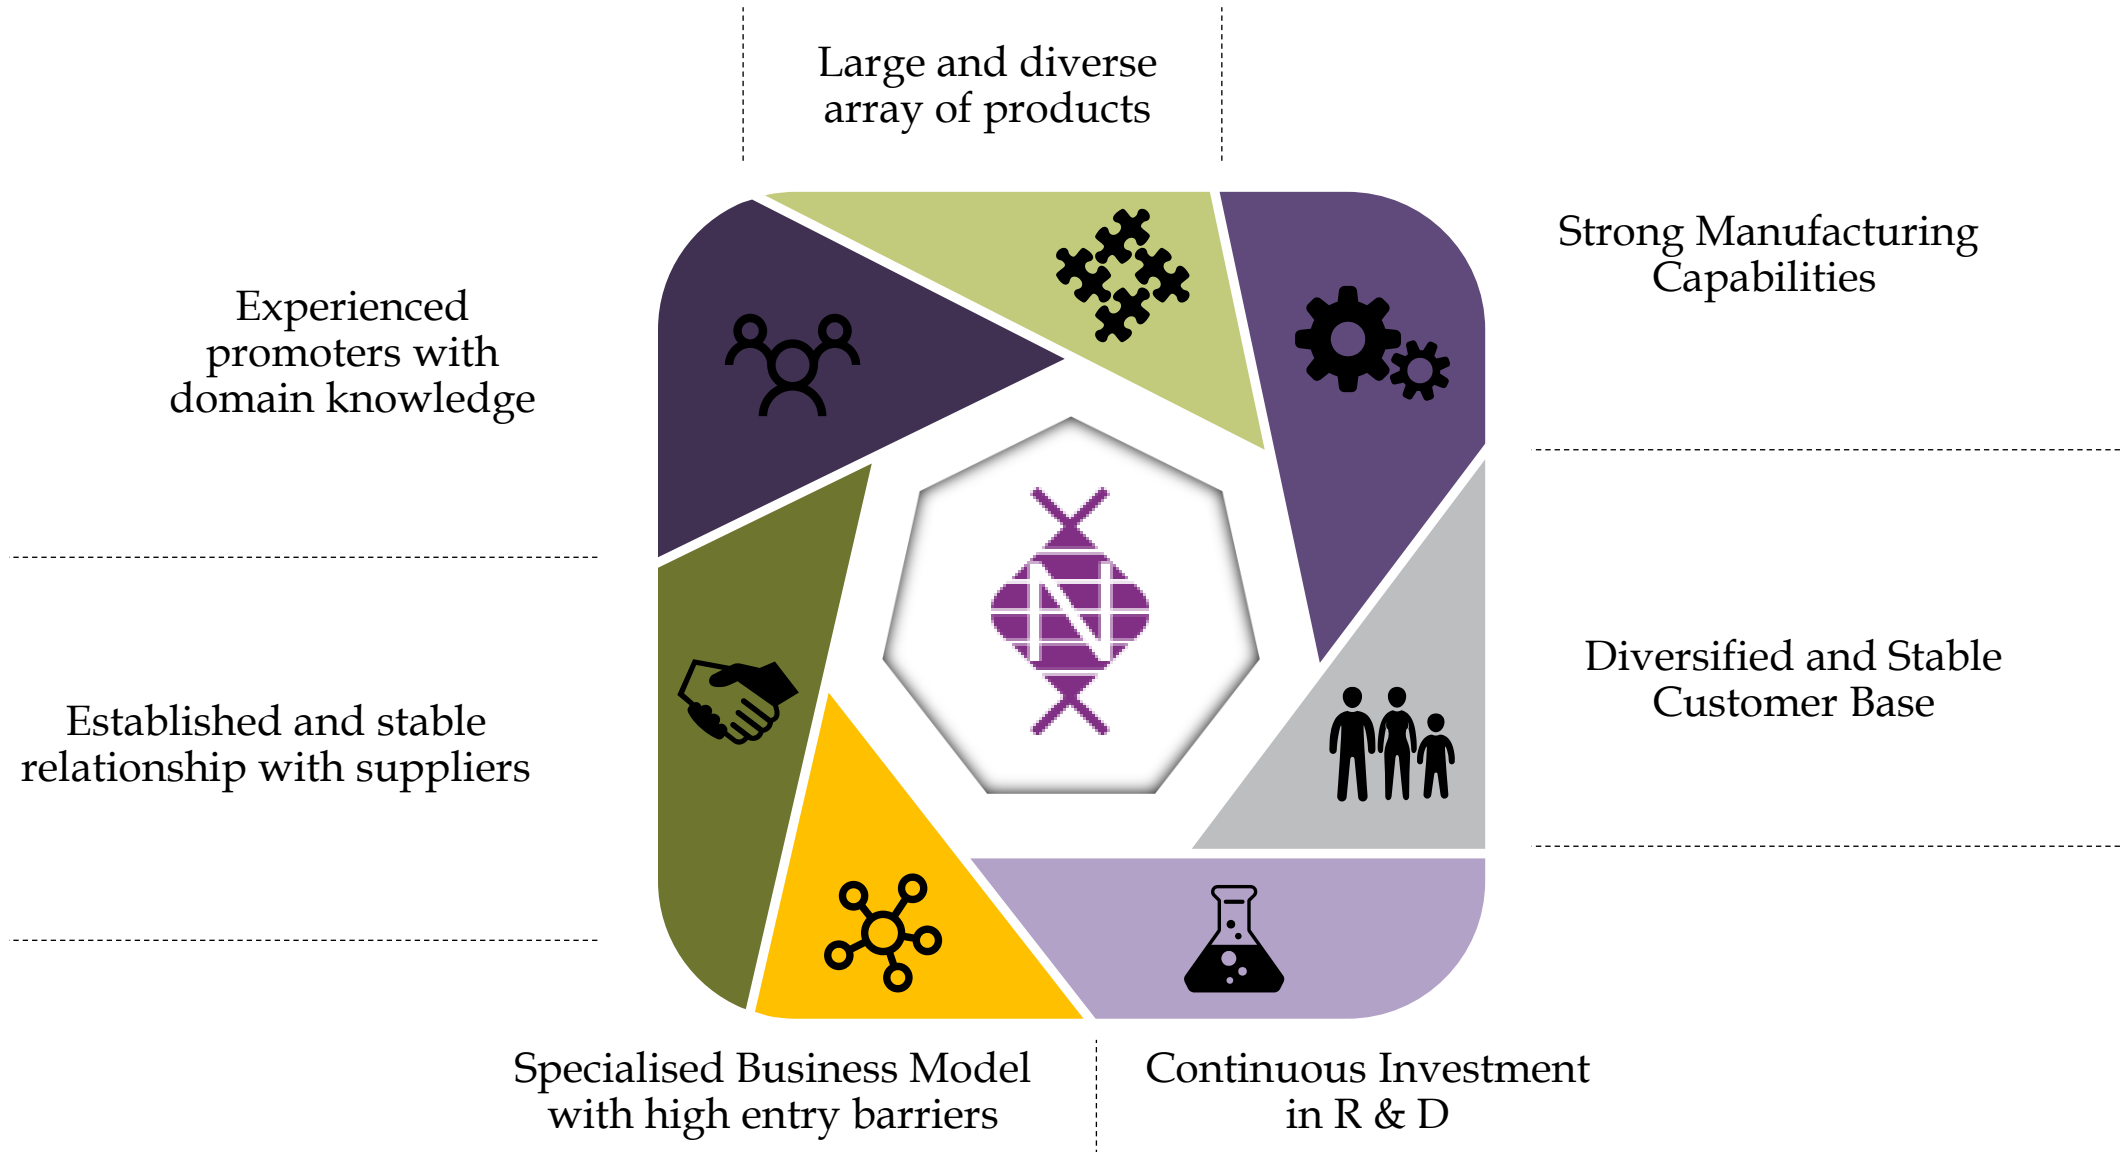 Large and diverse
array of products
Strong Manufacturing
Capabilities
Experienced
promoters with
domain knowledge
Diversified and Stable
Customer Base
Established and stable
relationship with suppliers
N
Specialised Business Model
with high entry barriers
Continuous Investment
in R & D